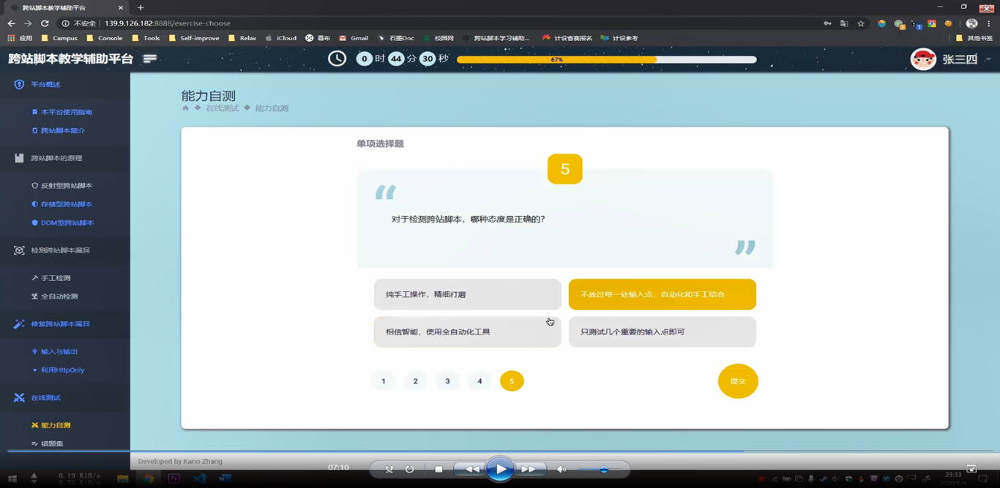 跨站脚本教学辅助平台
不安全 139.9.126.182:8888/exercise-choose
应用 Campus Console Tools Self-improve Relax iCloud 幕布 Gmail 石墨Doc 校园网 跨站脚本学习辅助... 计设省赛报名 计设参考 其他书签
跨站脚本教学辅助平台 0 时 44 分 30 秒 67% 张三四
平台概述
本平台使用指南
跨站脚本简介
跨站脚本的原理
反射型跨站脚本
存储型跨站脚本
DOM型跨站脚本
检测跨站脚本漏洞
手工检测
全自动检测
修复跨站脚本漏洞
输入与输出
利用HttpOnly
在线测试
能力自测
错题集
能力自测
在线测试 能力自测
单项选择题
5
对于检测跨站脚本，哪种态度是正确的?
纯手工操作，精细打磨
不放过每一处输入点，自动化和手工结合
相信智能，使用全自动化工具
只测试几个重要的输入点即可
1 2 3 4 5 提交
Developed by Kano Zhang
07:10
0.19 KiB/s
0.70 KiB/s
23:33